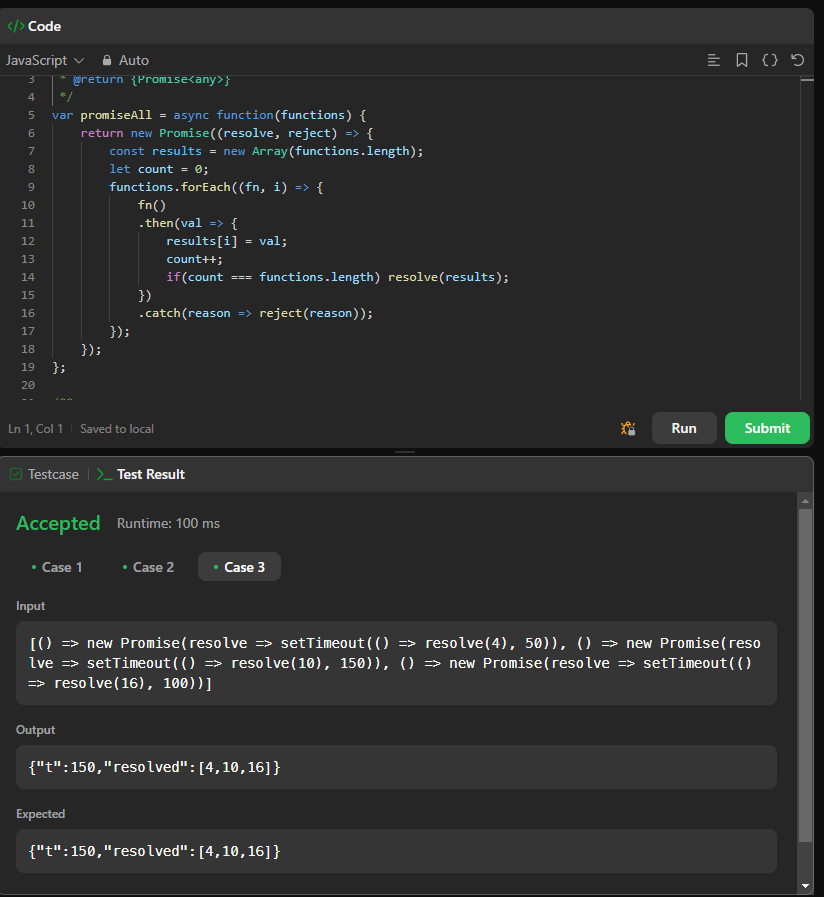 </> Code
JavaScript Auto
3 * @return {Promise<any>}
4 */
5 var promiseAll = async function(functions) {
6 return new Promise((resolve, reject) => {
7 const results = new Array(functions.length);
8 let count = 0;
9 functions.forEach((fn, i) => {
10 fn()
11 .then(val => {
12 results[i] = val;
13 count++;
14 if(count === functions.length) resolve(results);
15 })
16 .catch(reason => reject(reason));
17 });
18 });
19 };
20
Ln 1, Col 1 Saved to local
Run
Submit
Testcase >_ Test Result
Accepted Runtime: 100 ms
• Case 1 • Case 2 • Case 3
Input
[() => new Promise(resolve => setTimeout(() => resolve(4), 50)), () => new Promise(reso
lve => setTimeout(() => resolve(10), 150)), () => new Promise(resolve => setTimeout(()
=> resolve(16), 100))]
Output
{"t":150,"resolved":[4,10,16]}
Expected
{"t":150,"resolved":[4,10,16]}